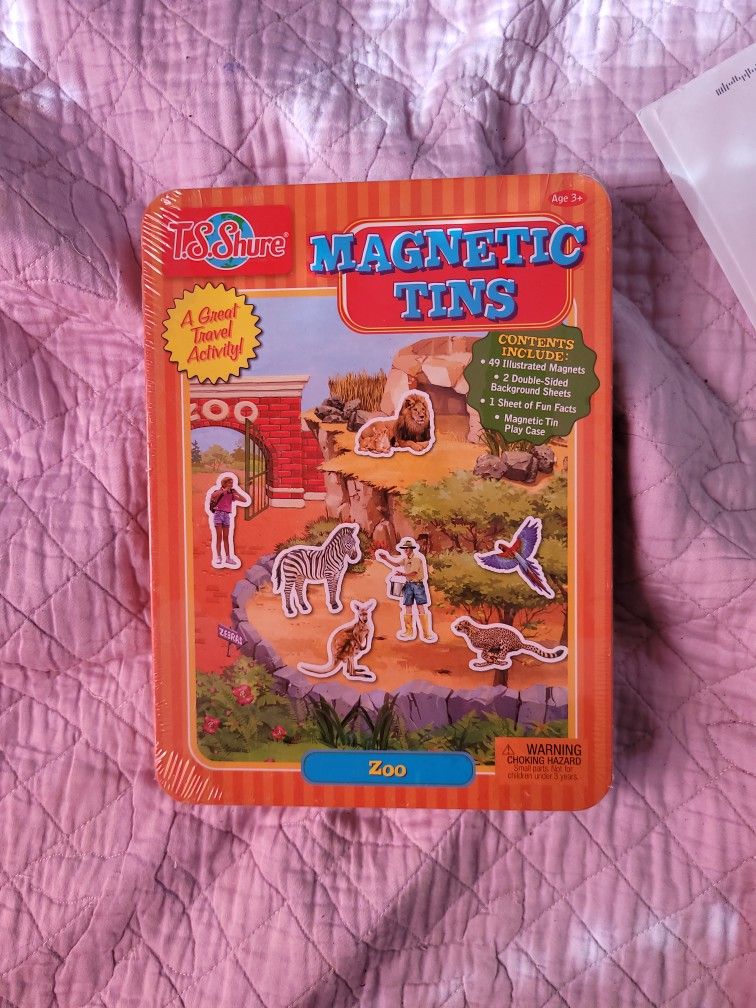 T.S.Shure®
Age 3+
MAGNETIC
TINS
A Great
Travel
Activity!
CONTENTS
INCLUDE:
• 49 Illustrated Magnets
• 2 Double-Sided
Background Sheets
• 1 Sheet of Fun Facts
• Magnetic Tin
Play Case
ZOO
ZEBRAS
Zoo
WARNING
CHOKING HAZARD
Small parts. Not for
children under 3 years.